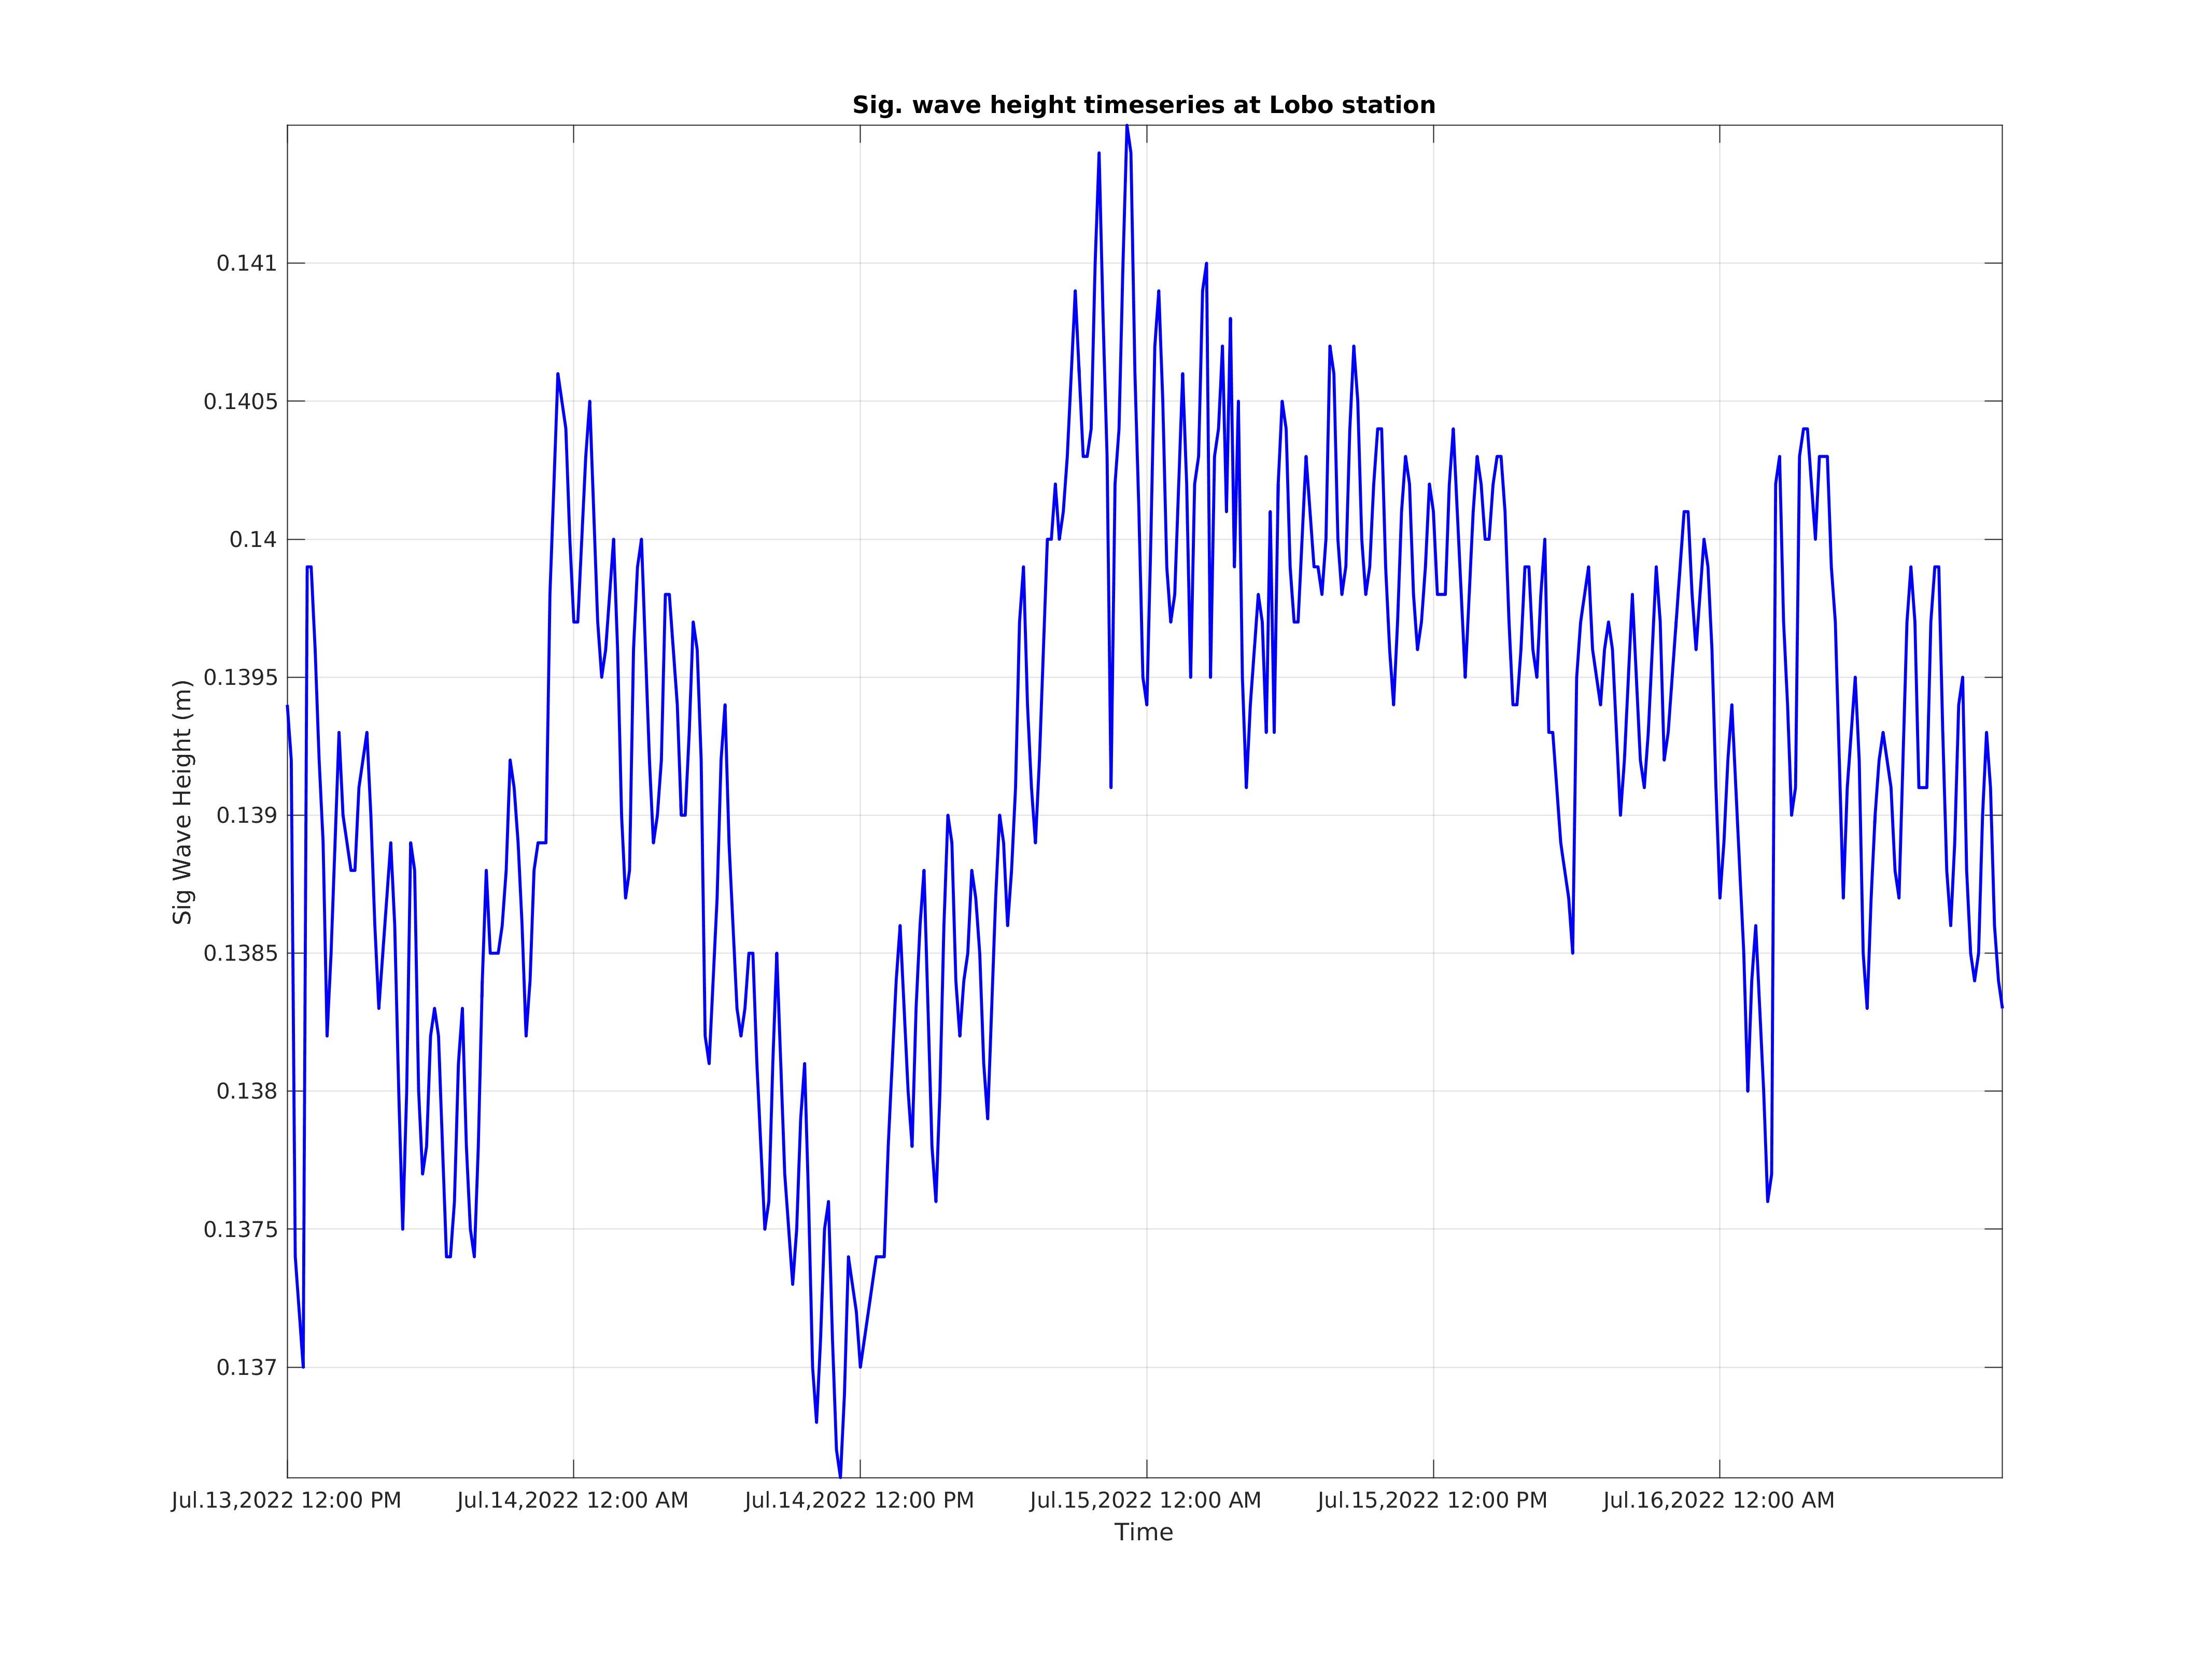 Sig. wave height timeseries at Lobo station
0.141
0.1405
0.14
0.1395
0.139
0.1385
0.138
0.1375
0.137
Sig Wave Height (m)
Jul.13,2022 12:00 PM
Jul.14,2022 12:00 AM
Jul.14,2022 12:00 PM
Jul.15,2022 12:00 AM
Jul.15,2022 12:00 PM
Jul.16,2022 12:00 AM
Time